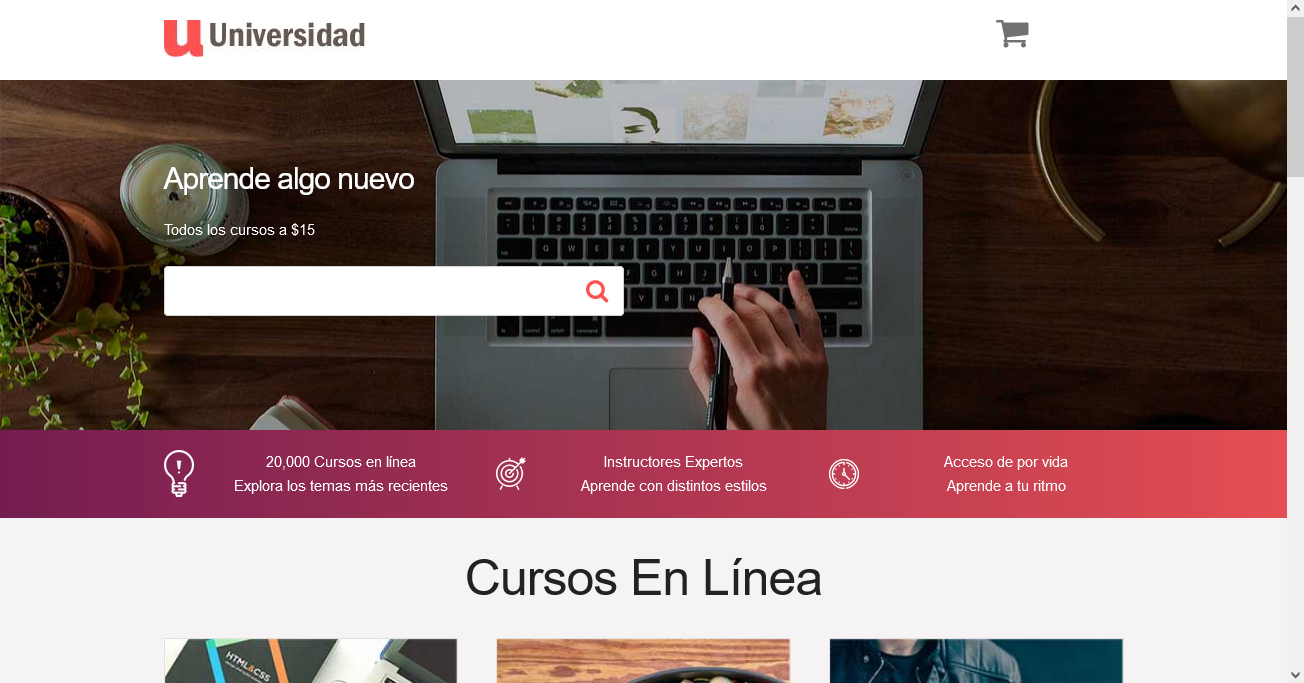 Universidad
Aprende algo nuevo
Todos los cursos a $15
20,000 Cursos en línea
Explora los temas más recientes
Instructores Expertos
Aprende con distintos estilos
Acceso de por vida
Aprende a tu ritmo
Cursos En Línea
HTML&CSS